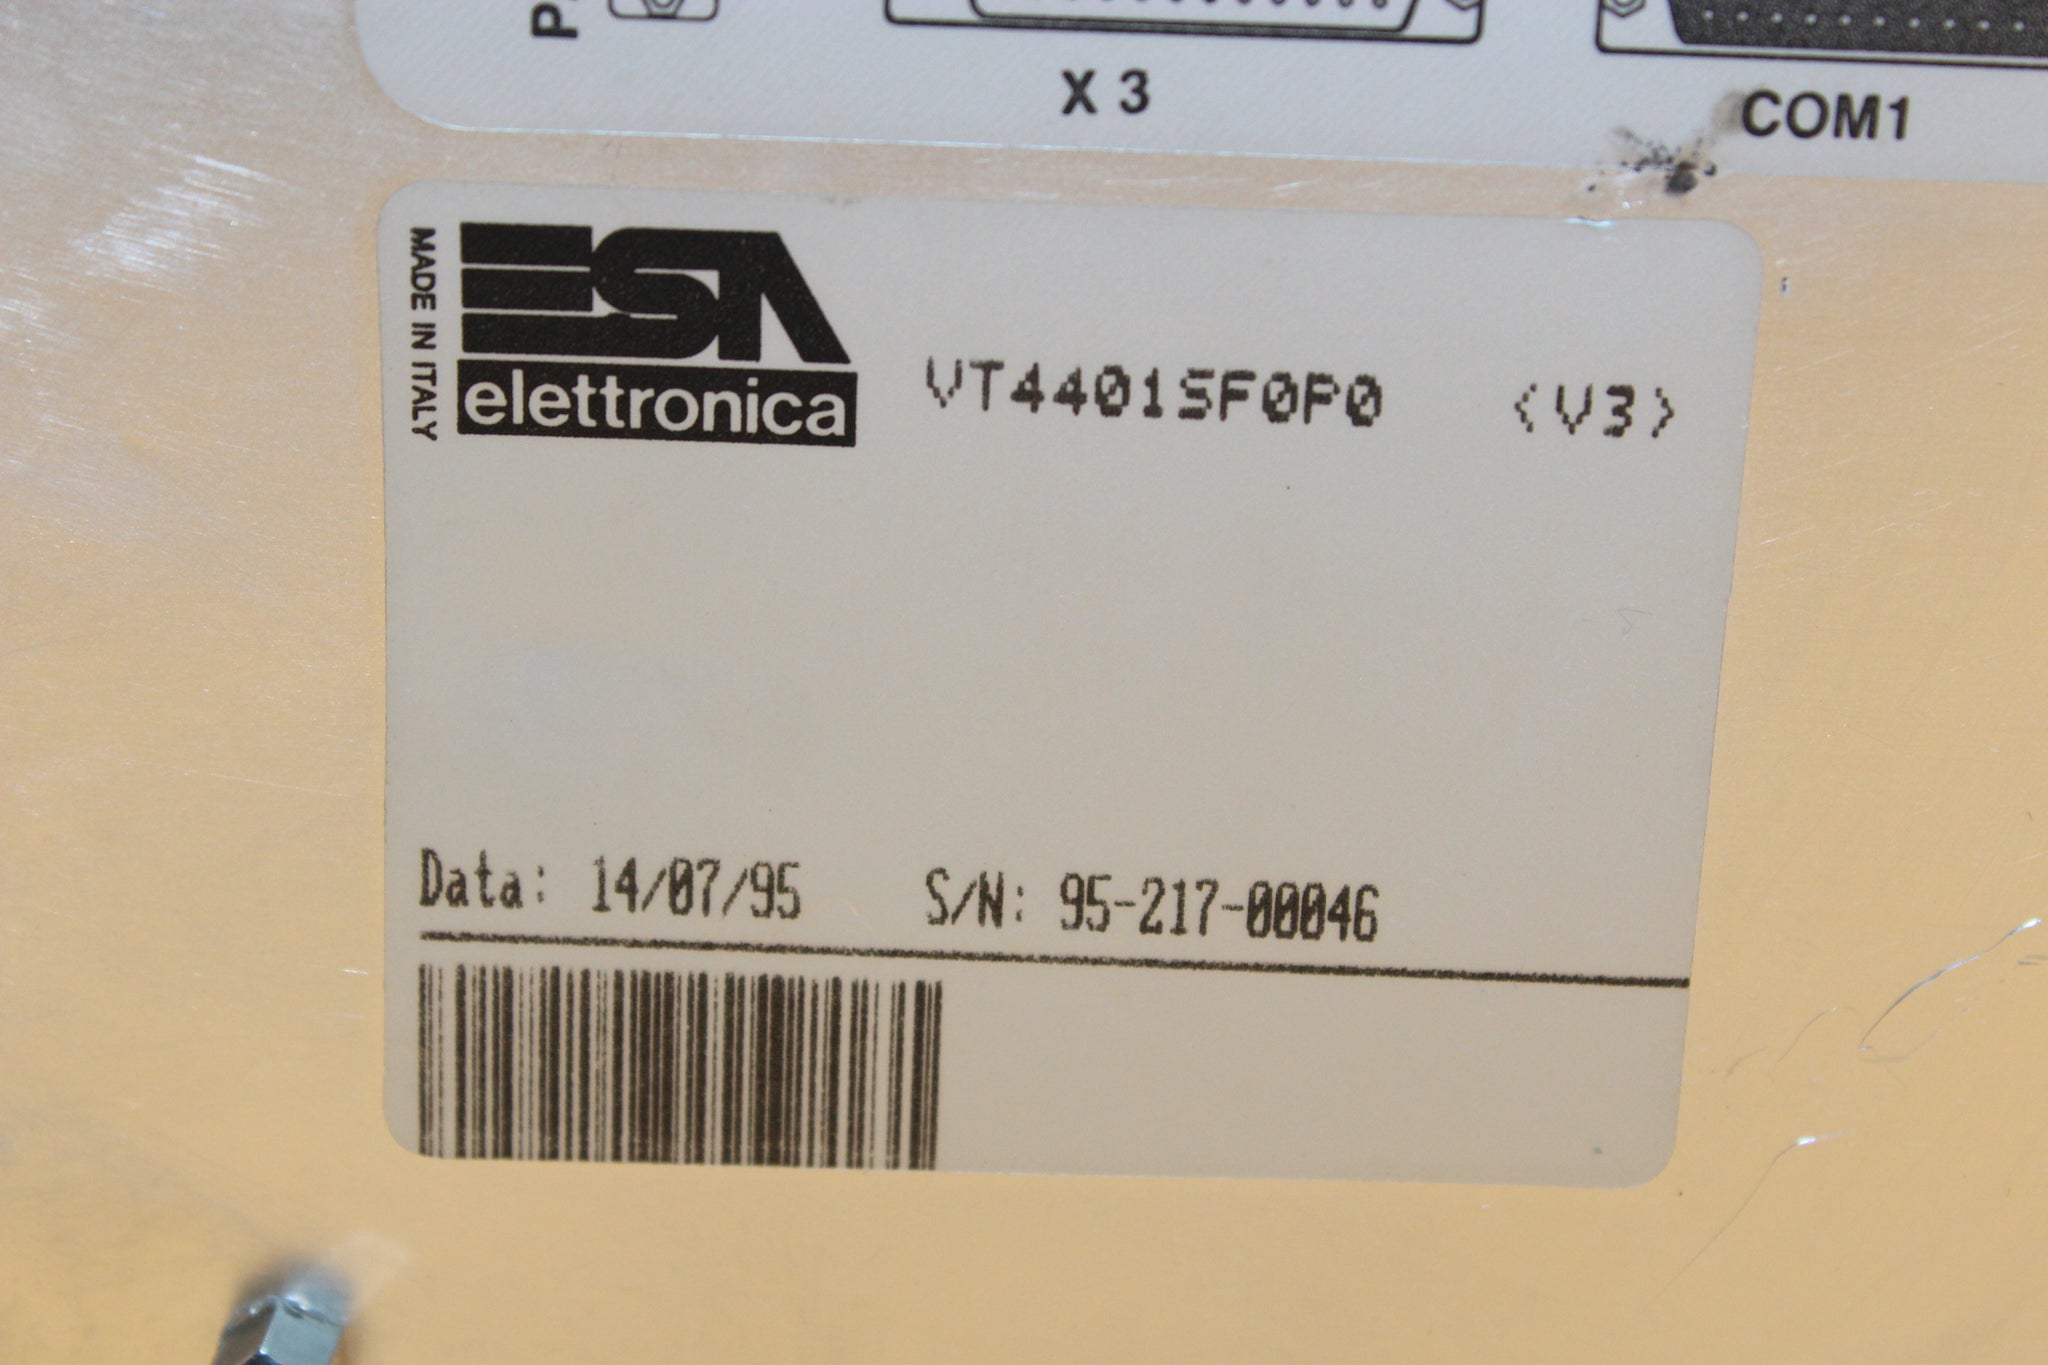 X 3
COM1
MADE IN ITALY
ESA
elettronica
VT4401SF0P0 (V3)
Data: 14/07/95 S/N: 95-217-00046